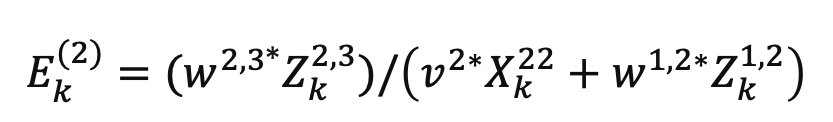 E_k^{(2)} = (w^{2,3*} Z_k^{2,3})/(v^{2*} X_k^{22} + w^{1,2*} Z_k^{1,2})